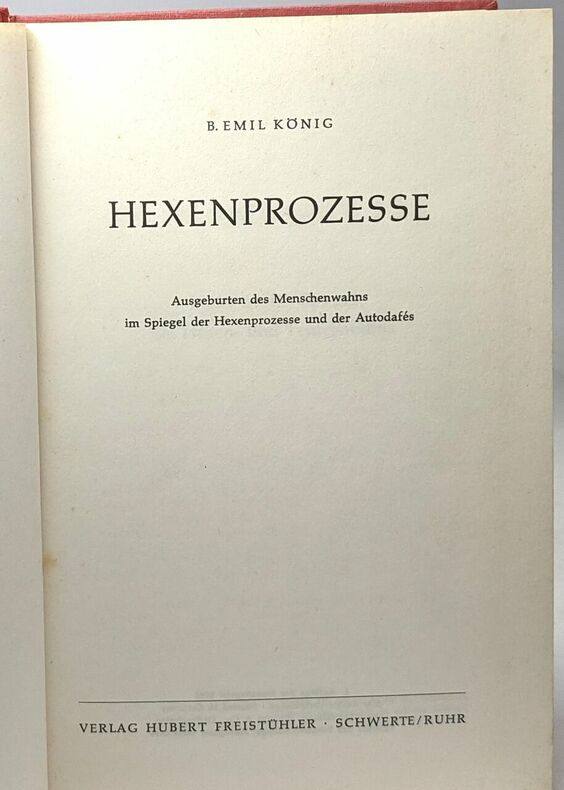 B. EMIL KÖNIG
HEXENPROZESSE
Ausgeburten des Menschenwahns
im Spiegel der Hexenprozesse und der Autodafés
VERLAG HUBERT FREISTÜHLER · SCHWERTE/RUHR